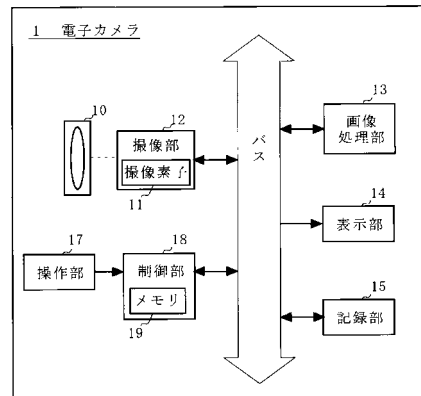 1 電子カメラ
10
12
撮像部
撮像素子
11
17
操作部
18
制御部
メモリ
19
バス
13
画像
処理部
14
表示部
15
記録部